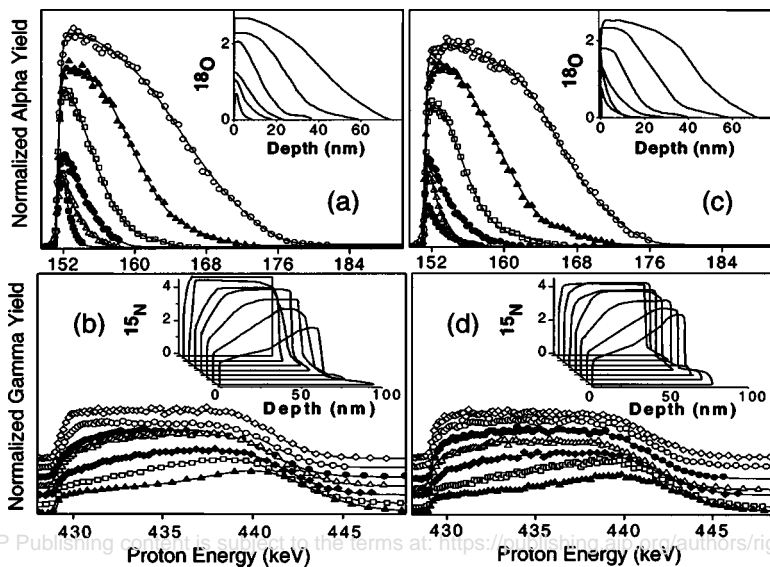 Normalized Alpha Yield
2
0
18O
0 20 40 60
Depth (nm)
(a)
152 160 168 176 184
2
0
18O
0 20 40 60
Depth (nm)
(c)
152 160 168 176 184
Normalized Gamma Yield
(b)
4
2
0
15N
0 50 100
Depth (nm)
430 435 440 445
Proton Energy (keV)
(d)
4
2
0
15N
0 50 100
Depth (nm)
430 435 440 445
Proton Energy (keV)
P Publishing content is subject to the terms at: https://publishing.aip.org/authors/rig